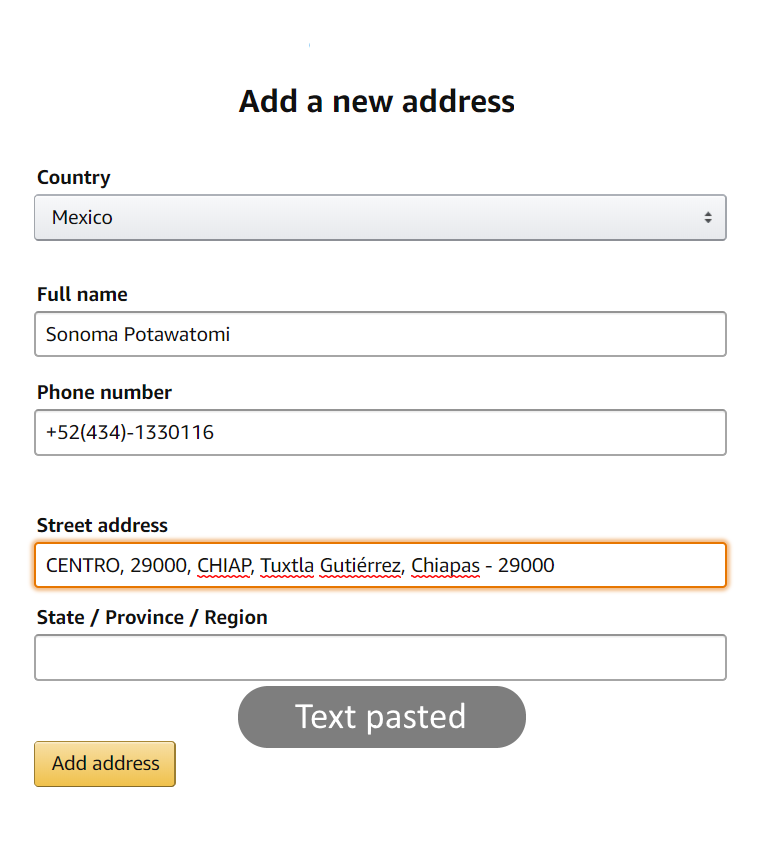 Add a new address
Country
Mexico
Full name
Sonoma Potawatomi
Phone number
+52(434)-1330116
Street address
CENTRO, 29000, CHIAP, Tuxtla Gutiérrez, Chiapas - 29000
State / Province / Region
Text pasted
Add address